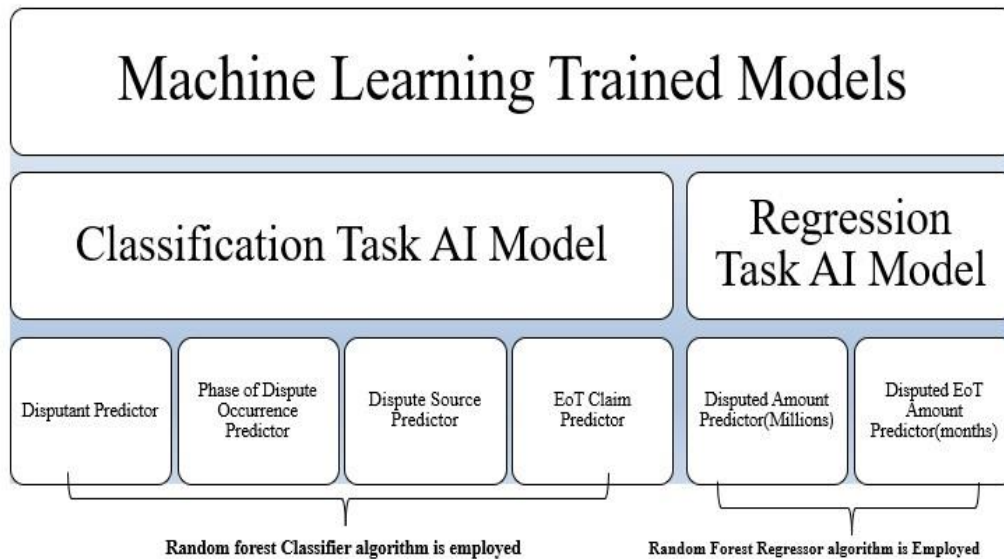 Machine Learning Trained Models
Classification Task AI Model
Regression
Task AI Model
Disputant Predictor
Phase of Dispute
Occurrence
Predictor
Dispute Source
Predictor
EoT Claim
Predictor
Disputed Amount
Predictor(Millions)
Disputed EoT
Amount
Predictor(months)
Random forest Classifier algorithm is employed
Random Forest Regressor algorithm is Employed